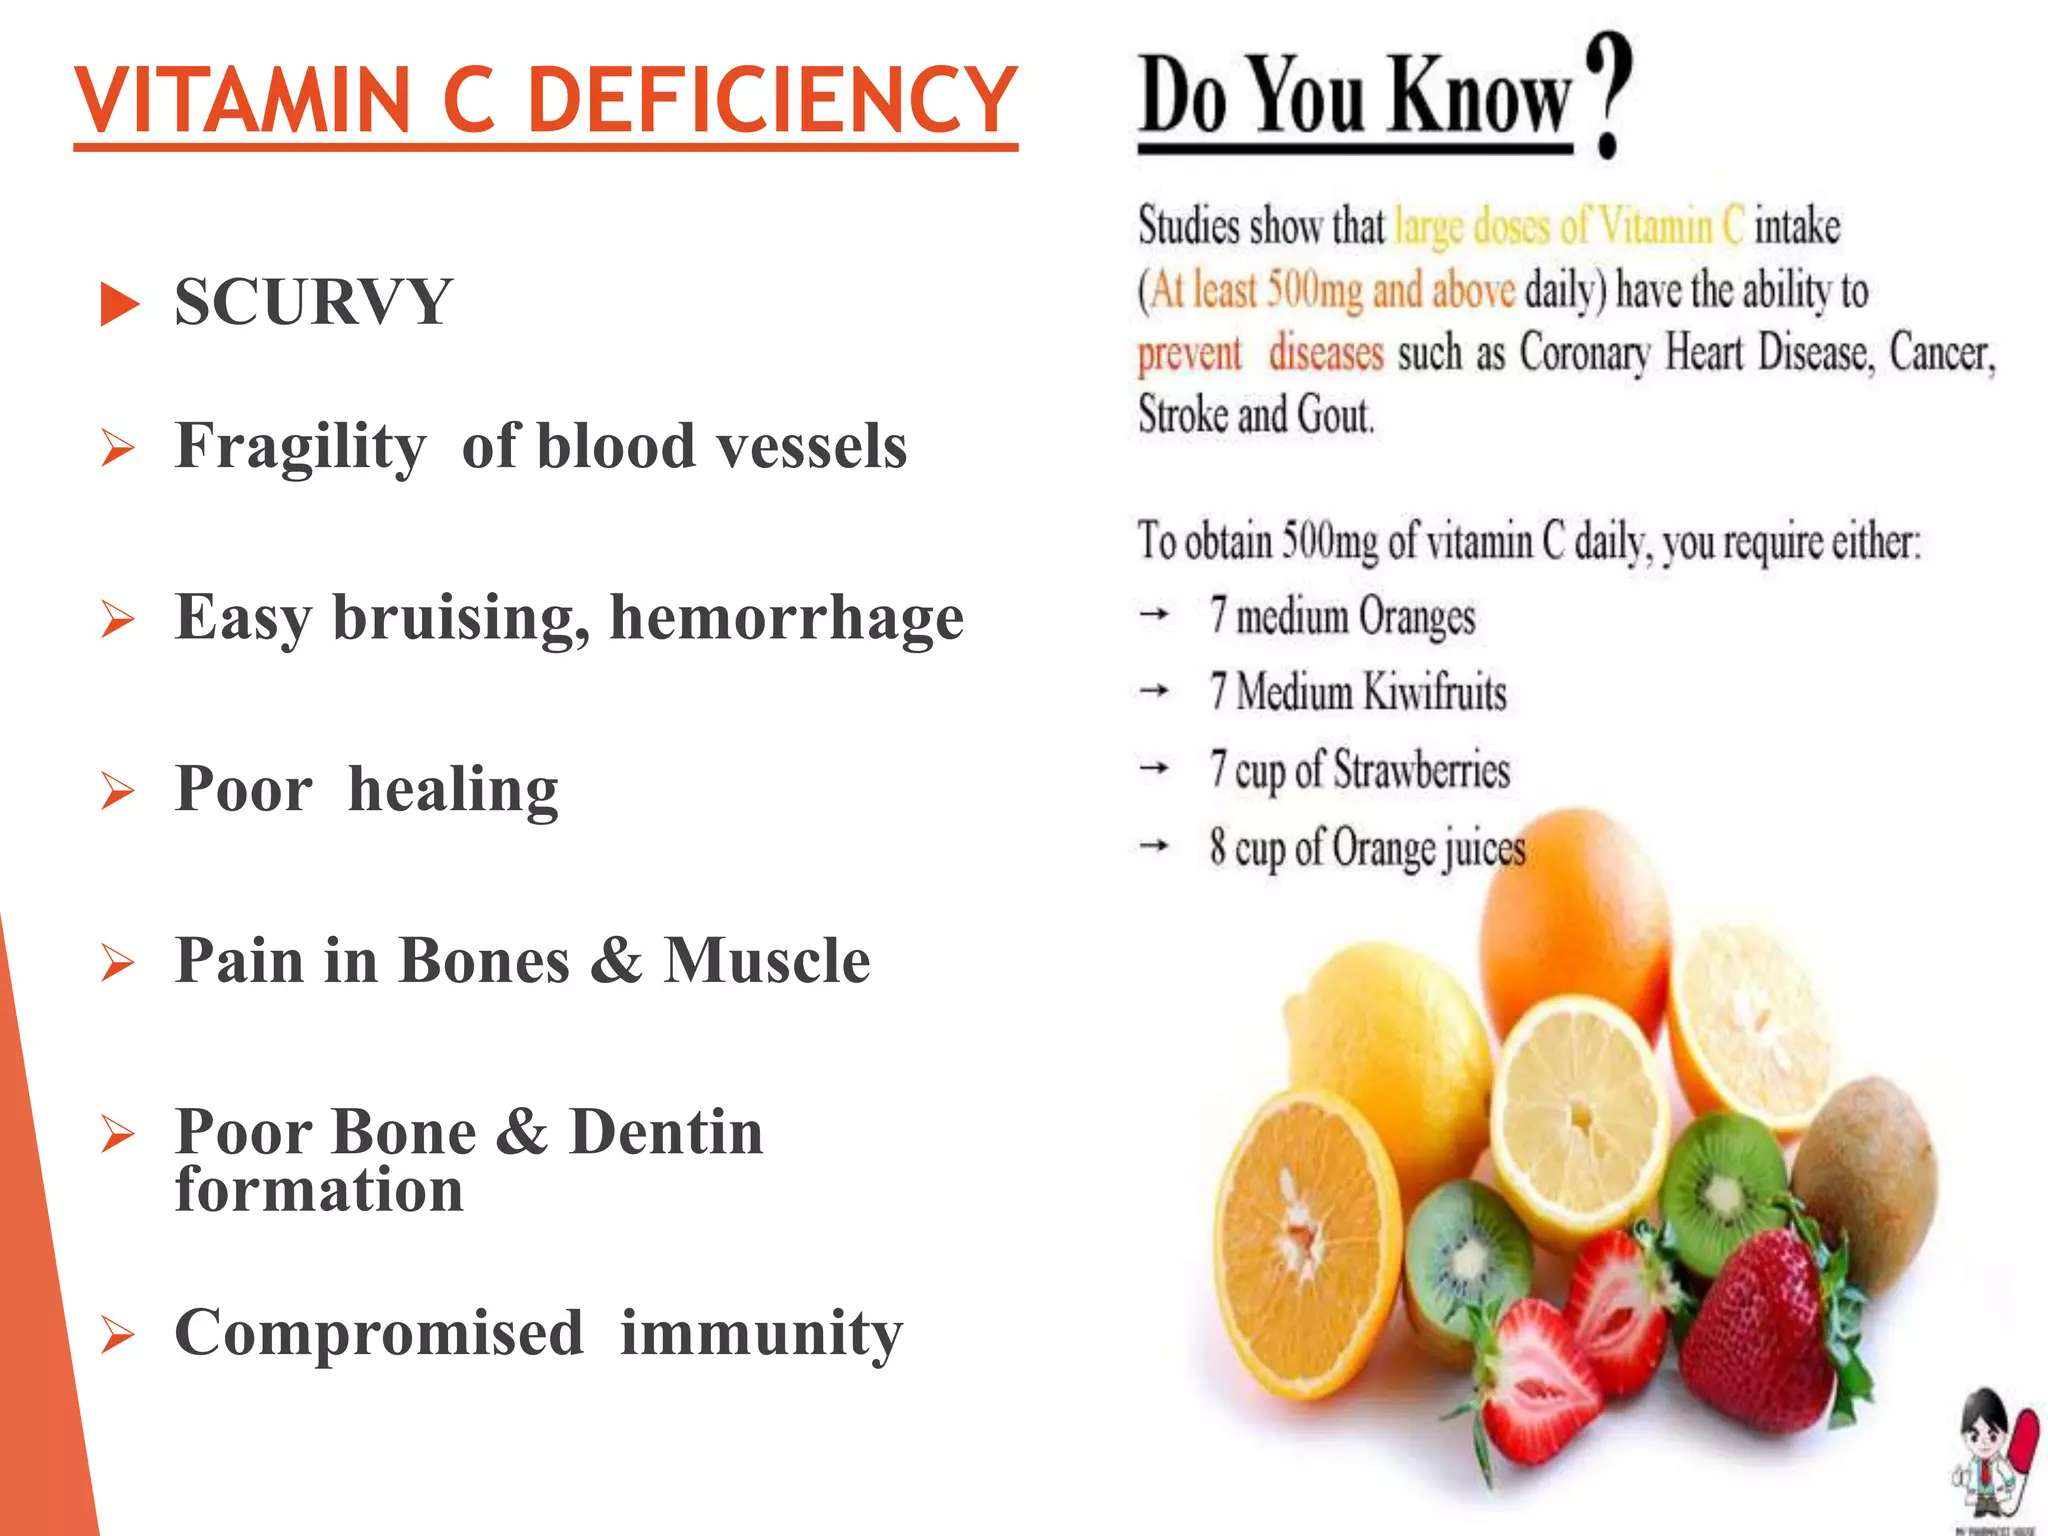 VITAMIN C DEFICIENCY
SCURVY
Fragility of blood vessels
Easy bruising, hemorrhage
Poor healing
Pain in Bones & Muscle
Poor Bone & Dentin
formation
Compromised immunity
Do You Know?
Studies show that large doses of Vitamin C intake
(At least 500mg and above daily) have the ability to
prevent diseases such as Coronary Heart Disease, Cancer,
Stroke and Gout.
To obtain 500mg of vitamin C daily, you require either:
→ 7 medium Oranges
→ 7 Medium Kiwifruits
→ 7 cup of Strawberries
→ 8 cup of Orange juices
MY PHARMACIST HOUSE